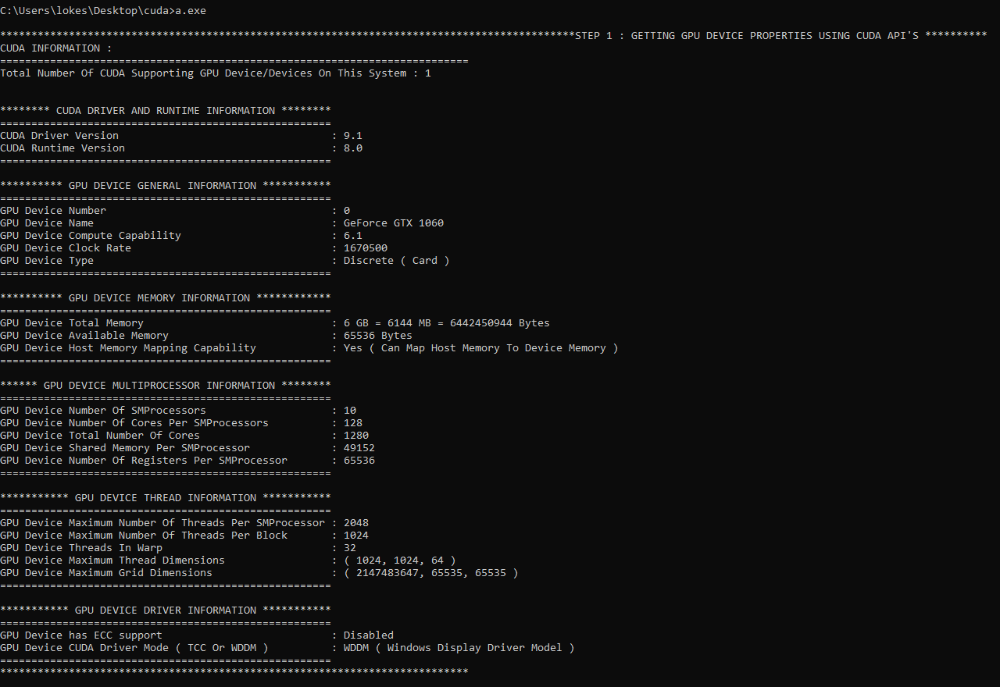 C:\Users\lokes\Desktop\cuda>a.exe
********************************************************************************************STEP 1 : GETTING GPU DEVICE PROPERTIES USING CUDA API'S **********
CUDA INFORMATION :
===========================================================================
Total Number Of CUDA Supporting GPU Device/Devices On This System : 1
******** CUDA DRIVER AND RUNTIME INFORMATION ********
=====================================================
CUDA Driver Version                                  : 9.1
CUDA Runtime Version                                 : 8.0
=====================================================
********** GPU DEVICE GENERAL INFORMATION ***********
=====================================================
GPU Device Number                                    : 0
GPU Device Name                                      : GeForce GTX 1060
GPU Device Compute Capability                        : 6.1
GPU Device Clock Rate                                : 1670500
GPU Device Type                                      : Discrete ( Card )
=====================================================
********** GPU DEVICE MEMORY INFORMATION ************
=====================================================
GPU Device Total Memory                              : 6 GB = 6144 MB = 6442450944 Bytes
GPU Device Available Memory                          : 65536 Bytes
GPU Device Host Memory Mapping Capability            : Yes ( Can Map Host Memory To Device Memory )
=====================================================
****** GPU DEVICE MULTIPROCESSOR INFORMATION ********
=====================================================
GPU Device Number Of SMProcessors                    : 10
GPU Device Number Of Cores Per SMProcessors          : 128
GPU Device Total Number Of Cores                     : 1280
GPU Device Shared Memory Per SMProcessor             : 49152
GPU Device Number Of Registers Per SMProcessor       : 65536
=====================================================
*********** GPU DEVICE THREAD INFORMATION ***********
=====================================================
GPU Device Maximum Number Of Threads Per SMProcessor : 2048
GPU Device Maximum Number Of Threads Per Block       : 1024
GPU Device Threads In Warp                           : 32
GPU Device Maximum Thread Dimensions                 : ( 1024, 1024, 64 )
GPU Device Maximum Grid Dimensions                   : ( 2147483647, 65535, 65535 )
=====================================================
*********** GPU DEVICE DRIVER INFORMATION ***********
=====================================================
GPU Device has ECC support                           : Disabled
GPU Device CUDA Driver Mode ( TCC Or WDDM )          : WDDM ( Windows Display Driver Model )
=====================================================
***************************************************************************